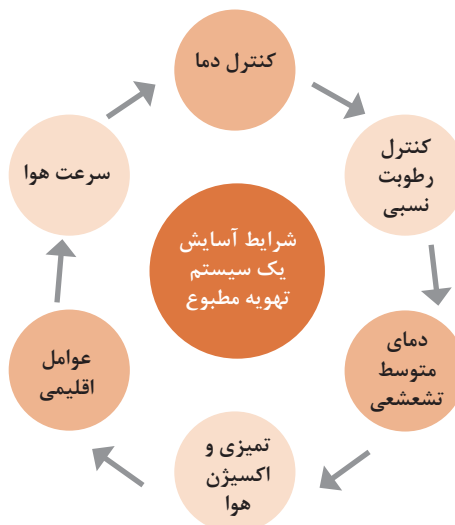 کنترل دما
کنترل
رطوبت
نسبی
دمای
متوسط
تشعشعی
تمیزی و
اکسیژن
هوا
عوامل
اقلیمی
سرعت هوا
شرایط آسایش
یک سیستم
تهویه مطبوع